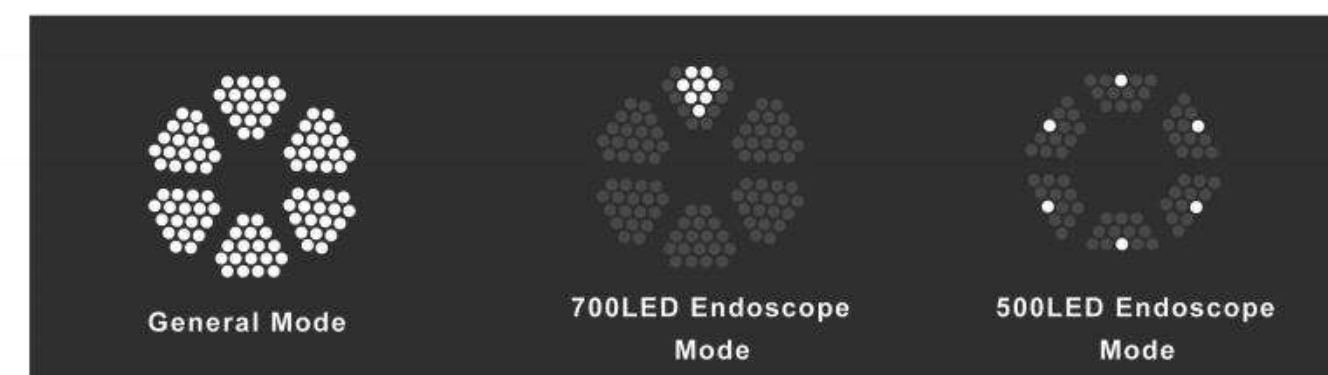 General Mode
700LED Endoscope
Mode
500LED Endoscope
Mode